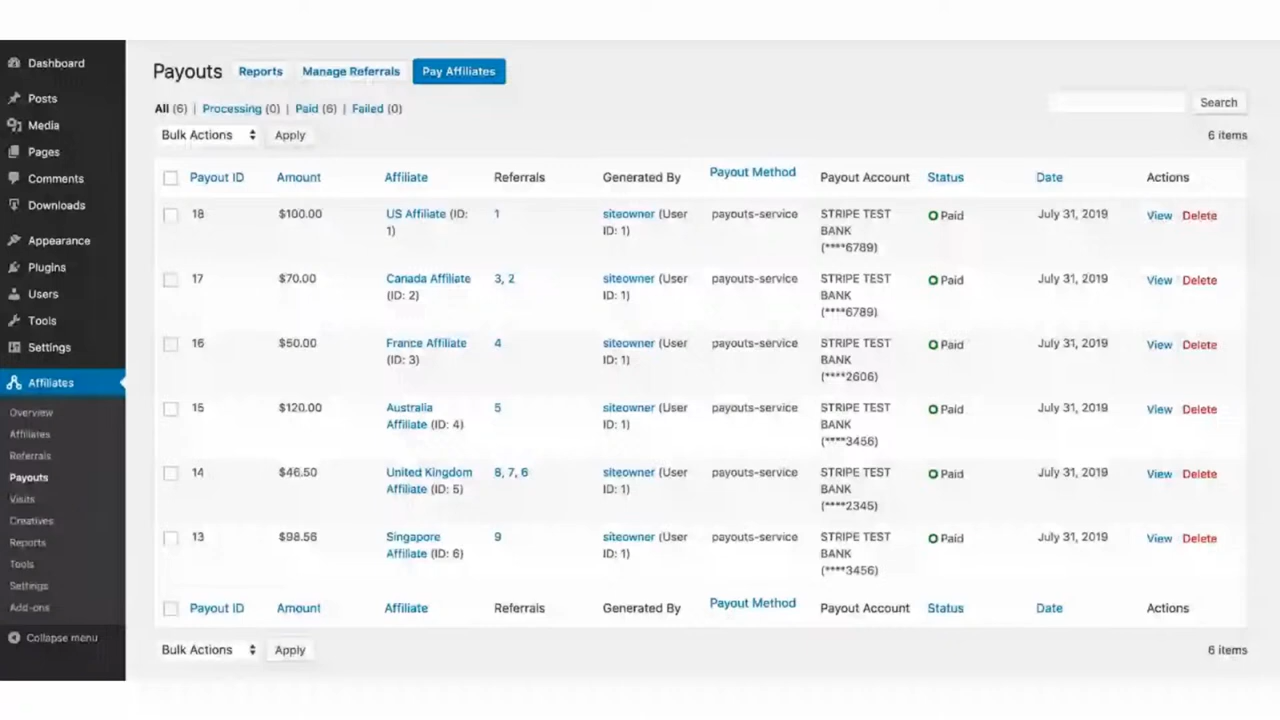 Dashboard
Posts
Media
Pages
Comments
Downloads
Appearance
Plugins
Users
Tools
Settings
Affiliates
Overview
Affiliates
Referrals
Payouts
Visits
Creatives
Reports
Tools
Settings
Add-ons
Collapse menu
Payouts Reports Manage Referrals Pay Affiliates
All (6) | Processing (0) | Paid (6) | Failed (0)
Search
Bulk Actions Apply
6 items
Payout ID Amount Affiliate Referrals Generated By Payout Method Payout Account Status Date Actions
18 $100.00 US Affiliate (ID: 1 siteowner (User payouts-service STRIPE TEST Paid July 31, 2019 View Delete
1) ID: 1) BANK
(****6789)
17 $70.00 Canada Affiliate 3, 2 siteowner (User payouts-service STRIPE TEST Paid July 31, 2019 View Delete
(ID: 2) ID: 1) BANK
(****6789)
16 $50.00 France Affiliate 4 siteowner (User payouts-service STRIPE TEST Paid July 31, 2019 View Delete
(ID: 3) ID: 1) BANK
(****2606)
15 $120.00 Australia 5 siteowner (User payouts-service STRIPE TEST Paid July 31, 2019 View Delete
Affiliate (ID: 4) ID: 1) BANK
(****3456)
14 $46.50 United Kingdom 8, 7, 6 siteowner (User payouts-service STRIPE TEST Paid July 31, 2019 View Delete
Affiliate (ID: 5) ID: 1) BANK
(****2345)
13 $98.56 Singapore 9 siteowner (User payouts-service STRIPE TEST Paid July 31, 2019 View Delete
Affiliate (ID: 6) ID: 1) BANK
(****3456)
Payout ID Amount Affiliate Referrals Generated By Payout Method Payout Account Status Date Actions
Bulk Actions Apply
6 items